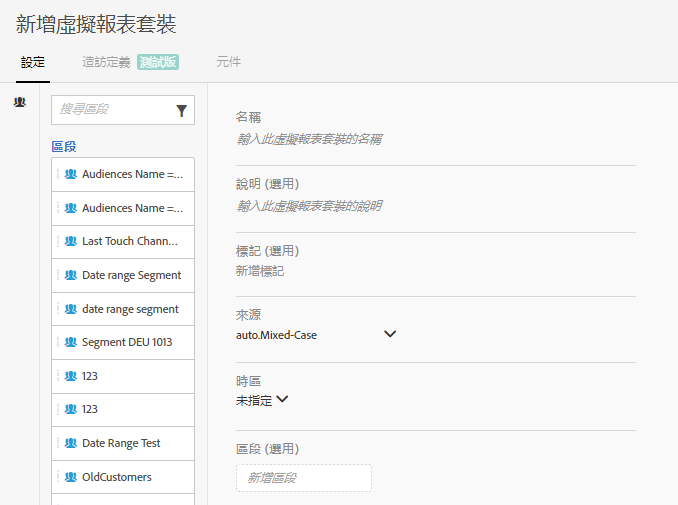 新增虛擬報表套裝
設定 造訪定義 測試版 元件
搜尋區段
區段
Audiences Name =...
Audiences Name =...
Last Touch Chann...
Date range Segment
date range segment
Segment DEU 1013
123
123
Date Range Test
OldCustomers
名稱
輸入此虛擬報表套裝的名稱
說明 (選用)
輸入此虛擬報表套裝的說明
標記 (選用)
新增標記
來源
auto.Mixed-Case
時區
未指定
區段 (選用)
新增區段